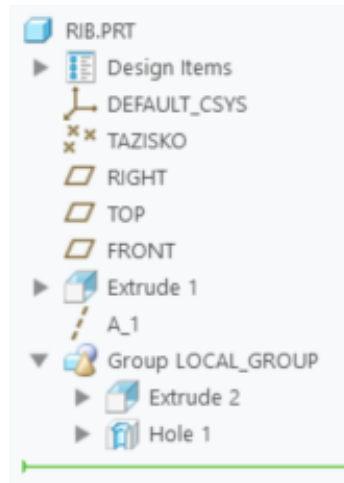 RIB.PRT
Design Items
DEFAULT_CSYS
TAZISKO
RIGHT
TOP
FRONT
Extrude 1
A_1
Group LOCAL_GROUP
Extrude 2
Hole 1